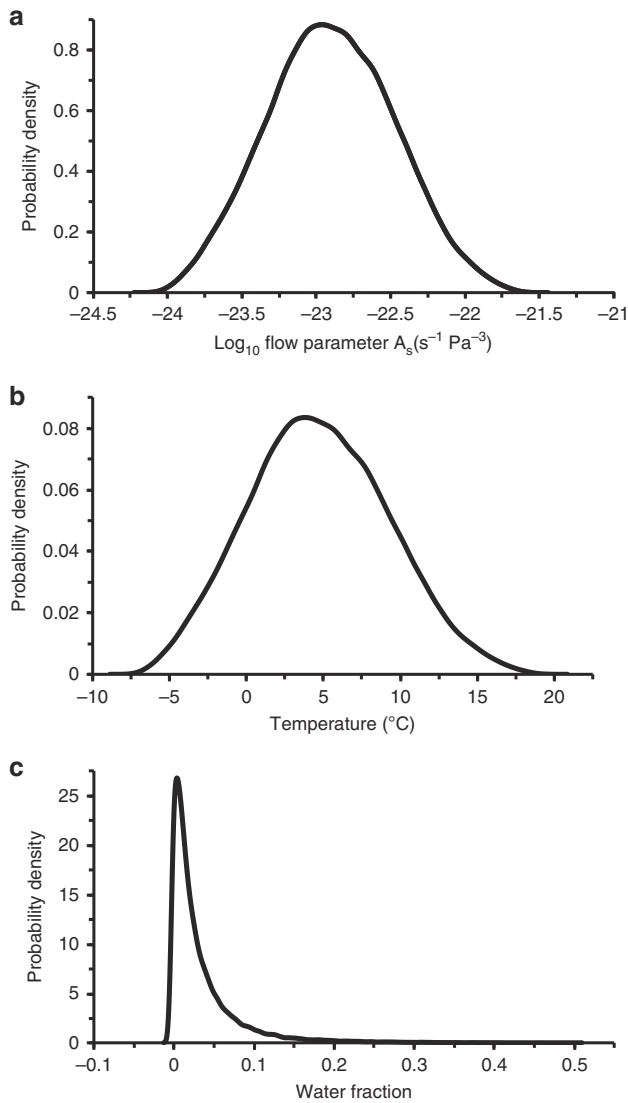 a
Probability density
0.8
0.6
0.4
0.2
0
–24.5 –24 –23.5 –23 –22.5 –22 –21.5 –21
Log10 flow parameter As(s–1 Pa–3)
b
Probability density
0.08
0.06
0.04
0.02
0
–10 –5 0 5 10 15 20
Temperature (°C)
c
Probability density
25
20
15
10
5
0
–0.1 0 0.1 0.2 0.3 0.4 0.5
Water fraction